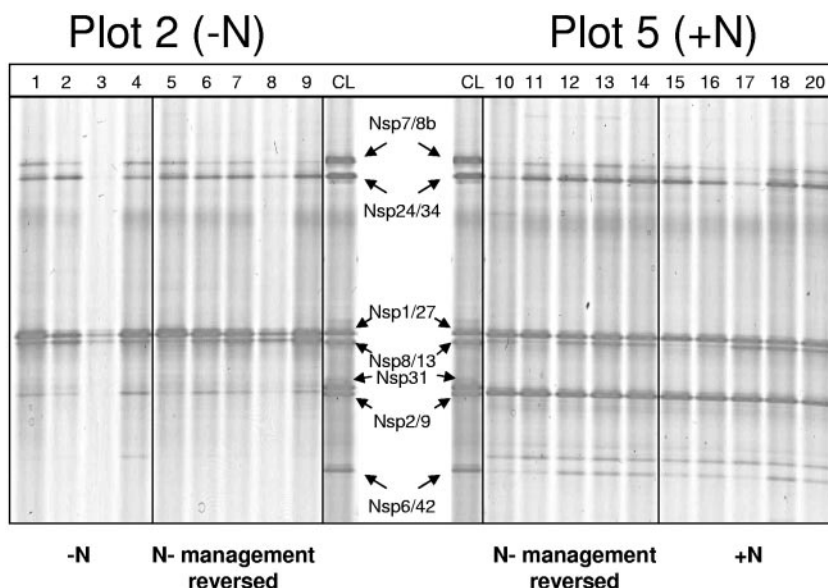 Plot 2 (-N)
Plot 5 (+N)
1 2 3 4 5 6 7 8 9 CL
CL 10 11 12 13 14 15 16 17 18 20
Nsp7/8b
Nsp24/34
Nsp1/27
Nsp8/13
Nsp31
Nsp2/9
Nsp6/42
-N
N- management
reversed
N- management
reversed
+N